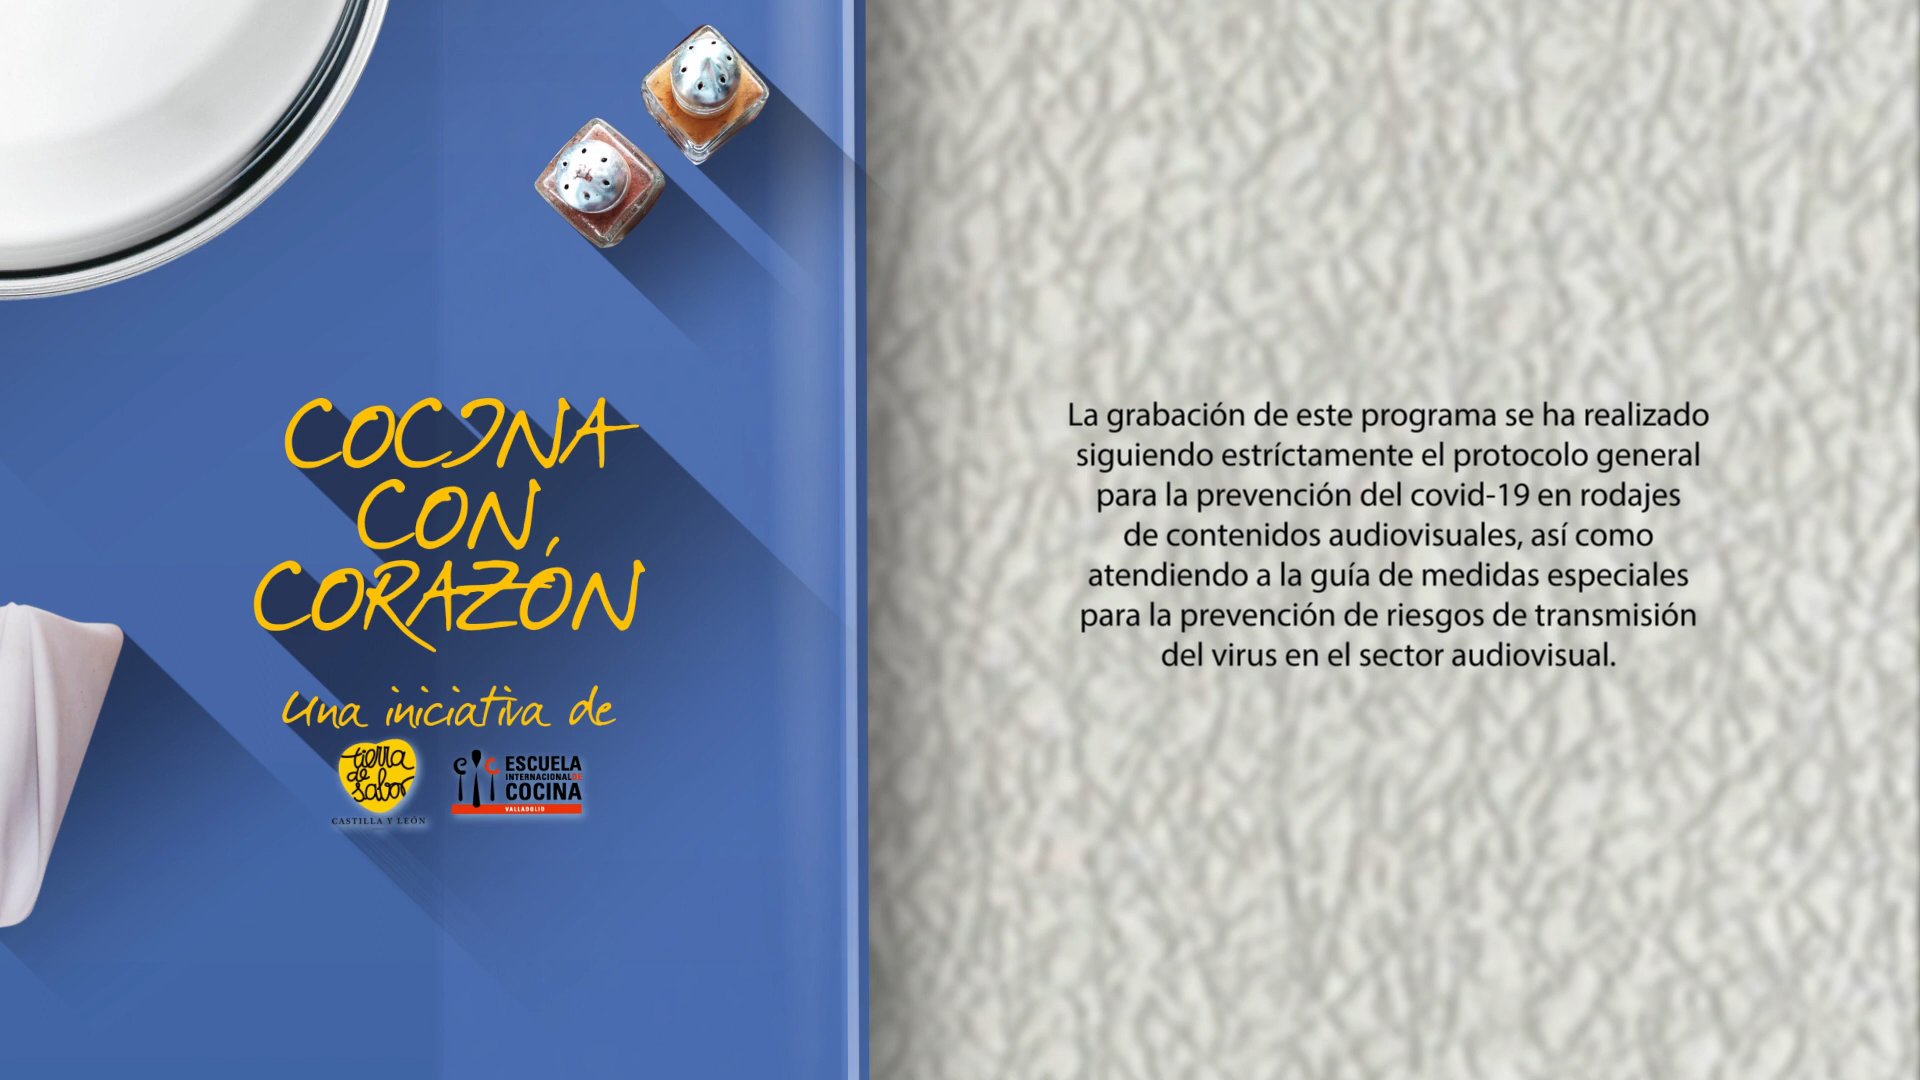 COCINA
CON
CORAZÓN
Una iniciativa de
tierra
de
sabor
CASTILLA Y LEÓN
ESCUELA
INTERNACIONAL DE
COCINA
VALLADOLID
La grabación de este programa se ha realizado
siguiendo estríctamente el protocolo general
para la prevención del covid-19 en rodajes
de contenidos audiovisuales, así como
atendiendo a la guía de medidas especiales
para la prevención de riesgos de transmisión
del virus en el sector audiovisual.